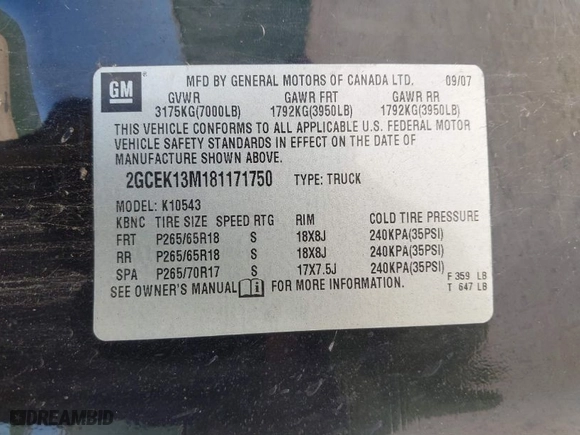 GM
MFD BY GENERAL MOTORS OF CANADA LTD. 09/07
GVWR GAWR FRT GAWR RR
3175KG(7000LB) 1792KG(3950LB) 1792KG(3950LB)
THIS VEHICLE CONFORMS TO ALL APPLICABLE U.S. FEDERAL MOTOR
VEHICLE SAFETY STANDARDS IN EFFECT ON THE DATE OF
MANUFACTURE SHOWN ABOVE.
2GCEK13M181171750 TYPE: TRUCK
MODEL: K10543
KBNC TIRE SIZE SPEED RTG RIM COLD TIRE PRESSURE
FRT P265/65R18 S 18X8J 240KPA(35PSI)
RR P265/65R18 S 18X8J 240KPA(35PSI)
SPA P265/70R17 S 17X7.5J 240KPA(35PSI)
SEE OWNER'S MANUAL FOR MORE INFORMATION.
F 359 LB
T 647 LB
DREAMBID